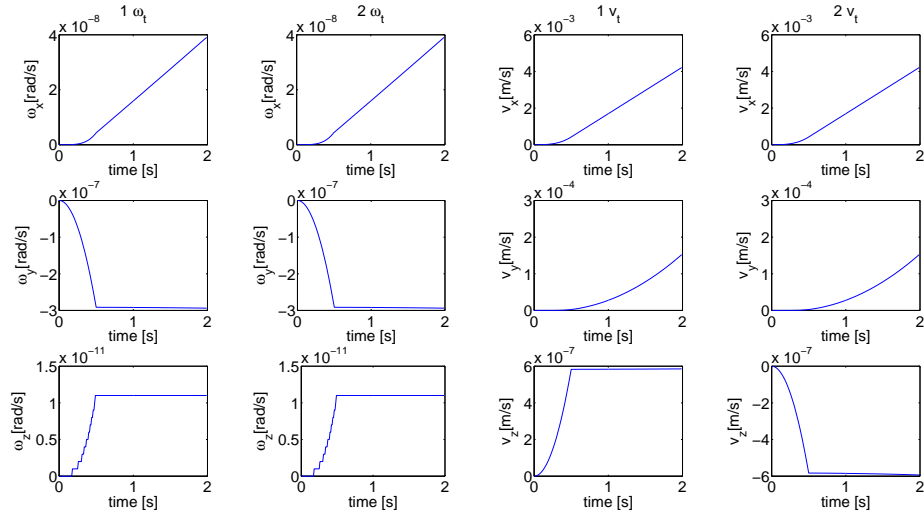 1 ω_t
2 ω_t
1 v_t
2 v_t
x 10^−8
4
2
0
0 1 2
ω_x[rad/s]
time [s]
x 10^−8
4
2
0
0 1 2
ω_x[rad/s]
time [s]
x 10^−3
6
4
2
0
0 1 2
v_x[m/s]
time [s]
x 10^−3
6
4
2
0
0 1 2
v_x[m/s]
time [s]
x 10^−7
0
−1
−2
−3
0 1 2
ω_y[rad/s]
time [s]
x 10^−7
0
−1
−2
−3
0 1 2
ω_y[rad/s]
time [s]
x 10^−4
3
2
1
0
0 1 2
v_y[m/s]
time [s]
x 10^−4
3
2
1
0
0 1 2
v_y[m/s]
time [s]
x 10^−11
1.5
1
0.5
0
0 1 2
ω_z[rad/s]
time [s]
x 10^−11
1.5
1
0.5
0
0 1 2
ω_z[rad/s]
time [s]
x 10^−7
6
4
2
0
0 1 2
v_z[m/s]
time [s]
x 10^−7
0
−2
−4
−6
0 1 2
v_z[m/s]
time [s]